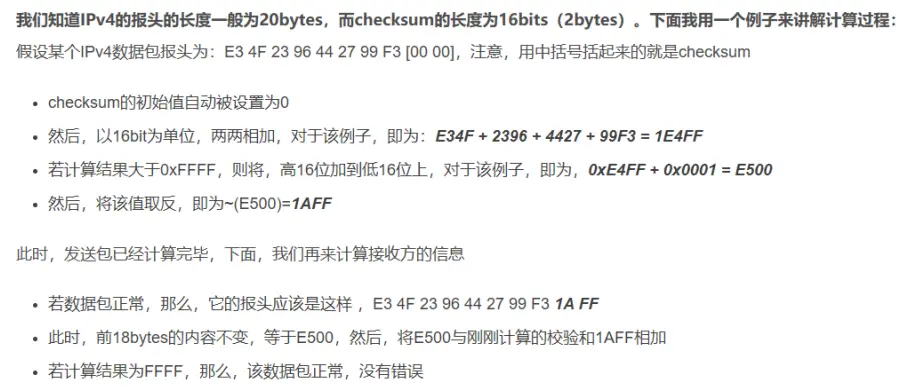 我们知道IPv4的报头的长度一般为20bytes，而checksum的长度为16bits（2bytes）。下面我用一个例子来讲解计算过程：
假设某个IPv4数据包报头为：E3 4F 23 96 44 27 99 F3 [00 00]，注意，用中括号括起来的就是checksum
• checksum的初始值自动被设置为0
• 然后，以16bit为单位，两两相加，对于该例子，即为：E34F + 2396 + 4427 + 99F3 = 1E4FF
• 若计算结果大于0xFFFF，则将，高16位加到低16位上，对于该例子，即为，0xE4FF + 0x0001 = E500
• 然后，将该值取反，即为~(E500)=1AFF
此时，发送包已经计算完毕，下面，我们再来计算接收方的信息
• 若数据包正常，那么，它的报头应该是这样 ，E3 4F 23 96 44 27 99 F3 1A FF
• 此时，前18bytes的内容不变，等于E500，然后，将E500与刚刚计算的校验和1AFF相加
• 若计算结果为FFFF，那么，该数据包正常，没有错误